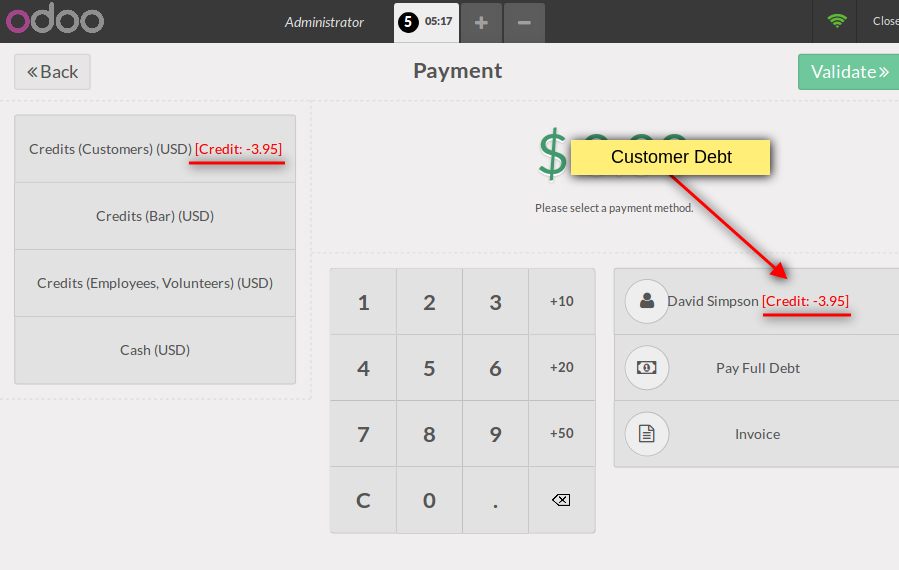 odoo
Administrator
5 05:17
+
−
Close
Back
Payment
Validate
Credits (Customers) (USD) [Credit: -3.95]
Credits (Bar) (USD)
Credits (Employees, Volunteers) (USD)
Cash (USD)
$
Customer Debt
Please select a payment method.
1 2 3 +10
4 5 6 +20
7 8 9 +50
C 0 .
David Simpson [Credit: -3.95]
Pay Full Debt
Invoice